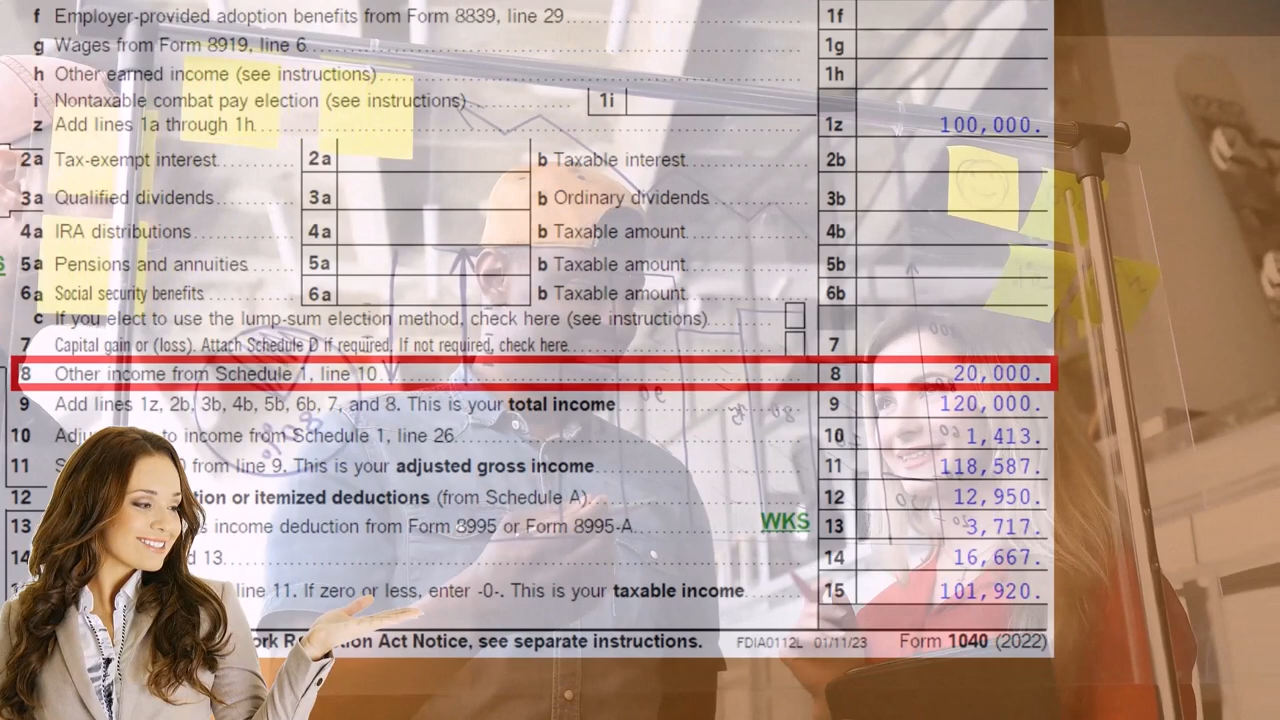 f Employer-provided adoption benefits from Form 8839, line 29 1f
g Wages from Form 8919, line 6 1g
h Other earned income (see instructions) 1h
i Nontaxable combat pay election (see instructions) 1i
z Add lines 1a through 1h 1z 100,000.
2a Tax-exempt interest 2a b Taxable interest 2b
3a Qualified dividends 3a b Ordinary dividends 3b
4a IRA distributions 4a b Taxable amount 4b
5a Pensions and annuities 5a b Taxable amount 5b
6a Social security benefits 6a b Taxable amount 6b
c If you elect to use the lump-sum election method, check here (see instructions)
7 Capital gain or (loss). Attach Schedule D if required. If not required, check here 7
8 Other income from Schedule 1, line 10 8 20,000.
9 Add lines 1z, 2b, 3b, 4b, 5b, 6b, 7, and 8. This is your total income 9 120,000.
10 to income from Schedule 1, line 26 10 1,413.
11 from line 9. This is your adjusted gross income 11 118,587.
12 or itemized deductions (from Schedule A) 12 12,950.
13 income deduction from Form 8995 or Form 8995-A WKS 13 3,717.
14 d 13 14 16,667.
line 11. If zero or less, enter -0-. This is your taxable income 15 101,920.
Act Notice, see separate instructions. FDIA0112L 01/11/23 Form 1040 (2022)